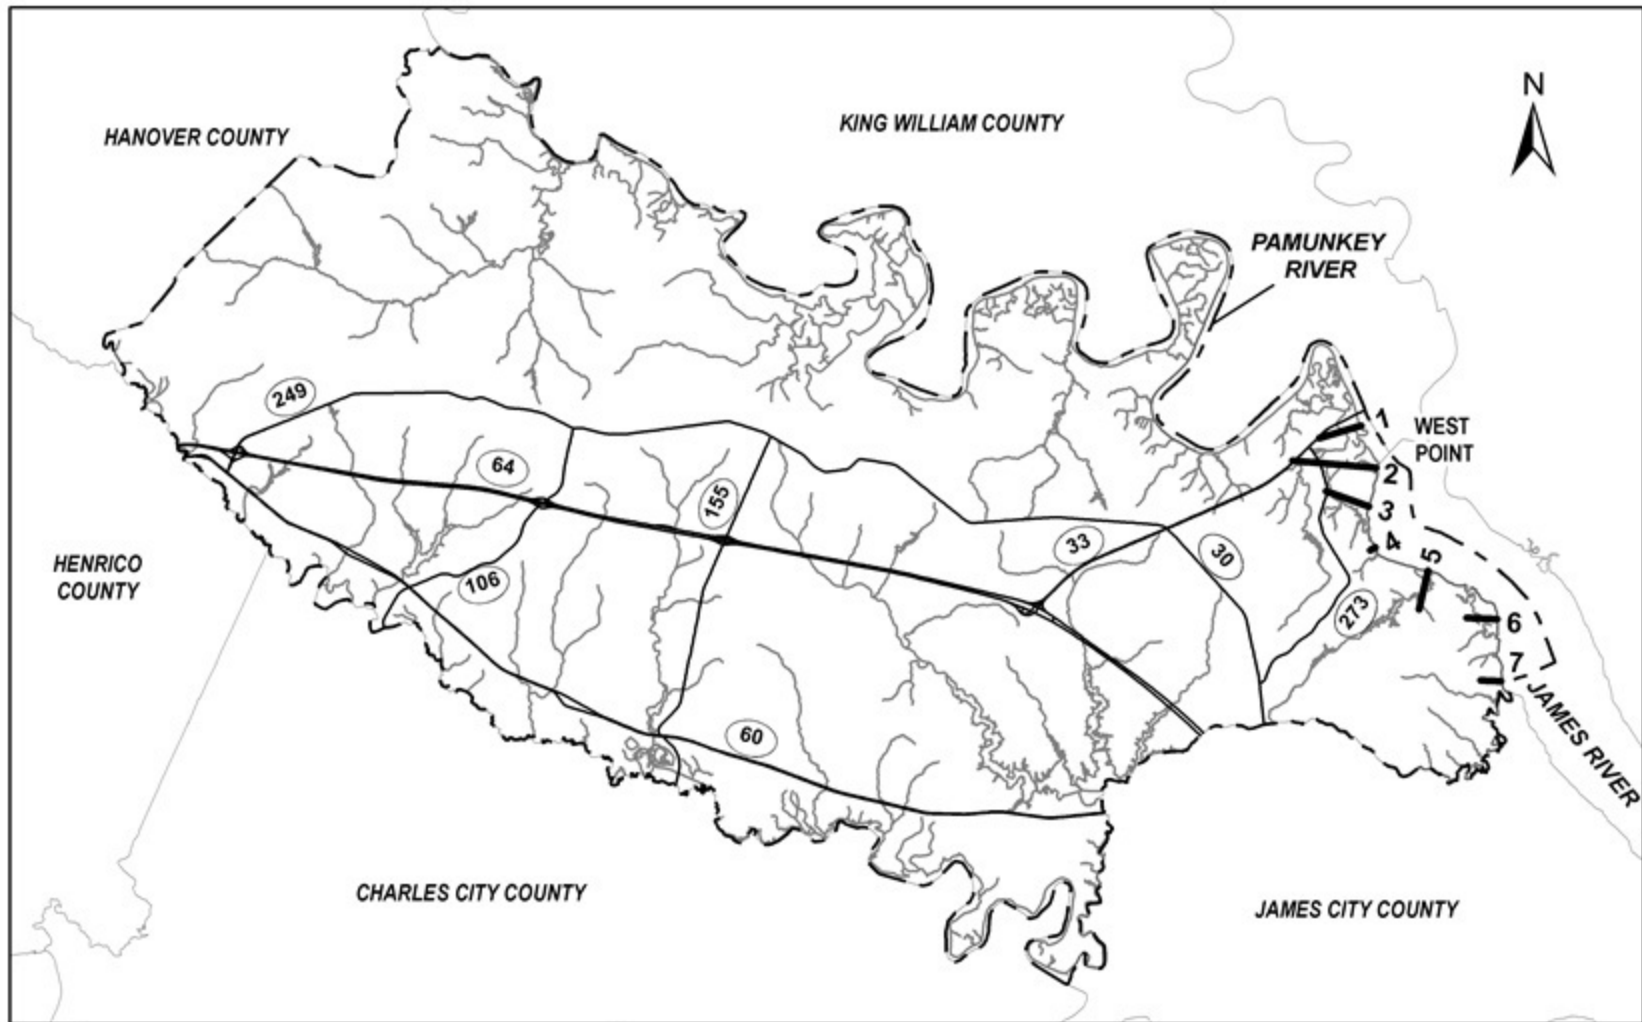 N
HANOVER COUNTY
KING WILLIAM COUNTY
PAMUNKEY
RIVER
249
1
WEST
POINT
64
2
155
3
33
4
30
5
HENRICO
COUNTY
106
273
6
7
2
JAMES RIVER
60
CHARLES CITY COUNTY
JAMES CITY COUNTY